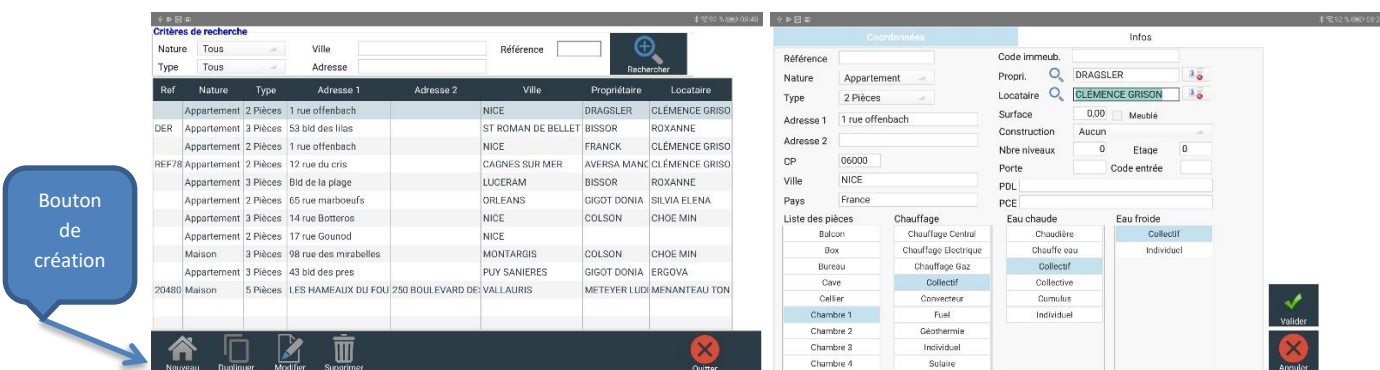 92 % 08:48
Critères de recherche
Nature Tous Ville Référence
Type Tous Adresse Rechercher
Ref Nature Type Adresse 1 Adresse 2 Ville Propriétaire Locataire
Appartement 2 Pièces 1 rue offenbach NICE DRAGSLER CLÉMENCE GRISO
DER Appartement 3 Pièces 53 bld des lilas ST ROMAN DE BELLET BISSOR ROXANNE
Appartement 2 Pièces 1 rue offenbach NICE FRANCK CLÉMENCE GRISO
REF78 Appartement 2 Pièces 12 rue du cris CAGNES SUR MER AVERSA MANC CLÉMENCE GRISO
Appartement 3 Pièces Bld de la plage LUCERAM BISSOR ROXANNE
Appartement 2 Pièces 65 rue marboeufs ORLEANS GIGOT DONIA SILVIA ELENA
Appartement 3 Pièces 14 rue Botteros NICE COLSON CHOE MIN
Appartement 2 Pièces 17 rue Gounod NICE
Maison 3 Pièces 98 rue des mirabelles MONTARGIS COLSON CHOE MIN
Appartement 3 Pièces 43 bld des pres PUY SANIERES GIGOT DONIA ERGOVA
20480 Maison 5 Pièces LES HAMEAUX DU FOU 250 BOULEVARD DE VALLAURIS METEYER LUDI MENANTEAU TON
Nouveau Dupliquer Modifier Supprimer Quitter
Bouton
de
création
92 % 08:2
Coordonnées Infos
Référence Code immeub.
Nature Appartement Propri. DRAGSLER
Type 2 Pièces Locataire CLÉMENCE GRISON
Adresse 1 1 rue offenbach Surface 0,00 Meublé
Adresse 2 Construction Aucun
CP 06000 Nbre niveaux 0 Etage 0
Ville NICE Porte Code entrée
Pays France PDL
PCE
Liste des pièces Chauffage Eau chaude Eau froide
Balcon Chauffage Central Chaudière Collectif
Box Chauffage Electrique Chauffe eau Individuel
Bureau Chauffage Gaz Collectif
Cave Collectif Collective
Cellier Convecteur Cumulus
Chambre 1 Fuel Individuel
Chambre 2 Géothermie
Chambre 3 Individuel
Chambre 4 Solaire
Valider
Annuler